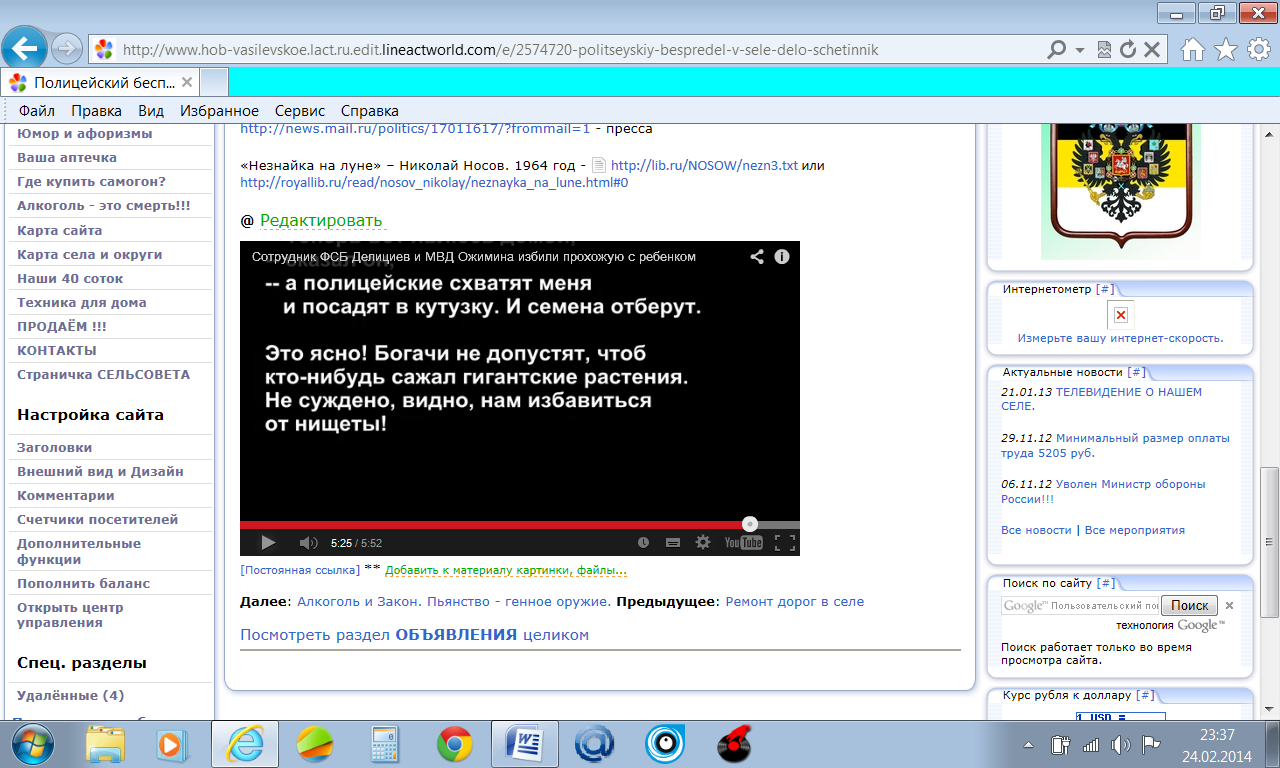 http://www.hob-vasilevskoe.lact.ru.edit.lineactworld.com/e/2574720-politseyskiy-bespredel-v-sele-delo-schetinnik
Полицейский бесп...
Файл Правка Вид Избранное Сервис Справка
Юмор и афоризмы
Ваша аптечка
Где купить самогон?
Алкоголь - это смерть!!!
Карта сайта
Карта села и округи
Наши 40 соток
Техника для дома
ПРОДАЁМ !!!
КОНТАКТЫ
Страничка СЕЛЬСОВЕТА
Настройка сайта
Заголовки
Внешний вид и Дизайн
Комментарии
Счетчики посетителей
Дополнительные
функции
Пополнить баланс
Открыть центр
управления
Спец. разделы
Удалённые (4)
http://news.mail.ru/politics/17011617/?frommail=1 - пресса
«Незнайка на луне» – Николай Носов. 1964 год - http://lib.ru/NOSOW/nezn3.txt или
http://royallib.ru/read/nosov_nikolay/neznayka_na_lune.html#0
@ Редактировать
Сотрудник ФСБ Делициев и МВД Ожимина избили прохожую с ребенком
-- а полицейские схватят меня
и посадят в кутузку. И семена отберут.
Это ясно! Богачи не допустят, чтоб
кто-нибудь сажал гигантские растения.
Не суждено, видно, нам избавиться
от нищеты!
5:25 / 5:52
YouTube
[Постоянная ссылка] ** Добавить к материалу картинки, файлы...
Далее: Алкоголь и Закон. Пьянство - генное оружие. Предыдущее: Ремонт дорог в селе
Посмотреть раздел ОБЪЯВЛЕНИЯ целиком
Интернетометр [#]
Измерьте вашу интернет-скорость.
Актуальные новости [#]
21.01.13 ТЕЛЕВИДЕНИЕ О НАШЕМ
СЕЛЕ.
29.11.12 Минимальный размер оплаты
труда 5205 руб.
06.11.12 Уволен Министр обороны
России!!!
Все новости | Все мероприятия
Поиск по сайту [#]
Google™ Пользовательский пои Поиск
технология Google™
Поиск работает только во время
просмотра сайта.
Курс рубля к доллару [#]
1 USD =
23:37
24.02.2014